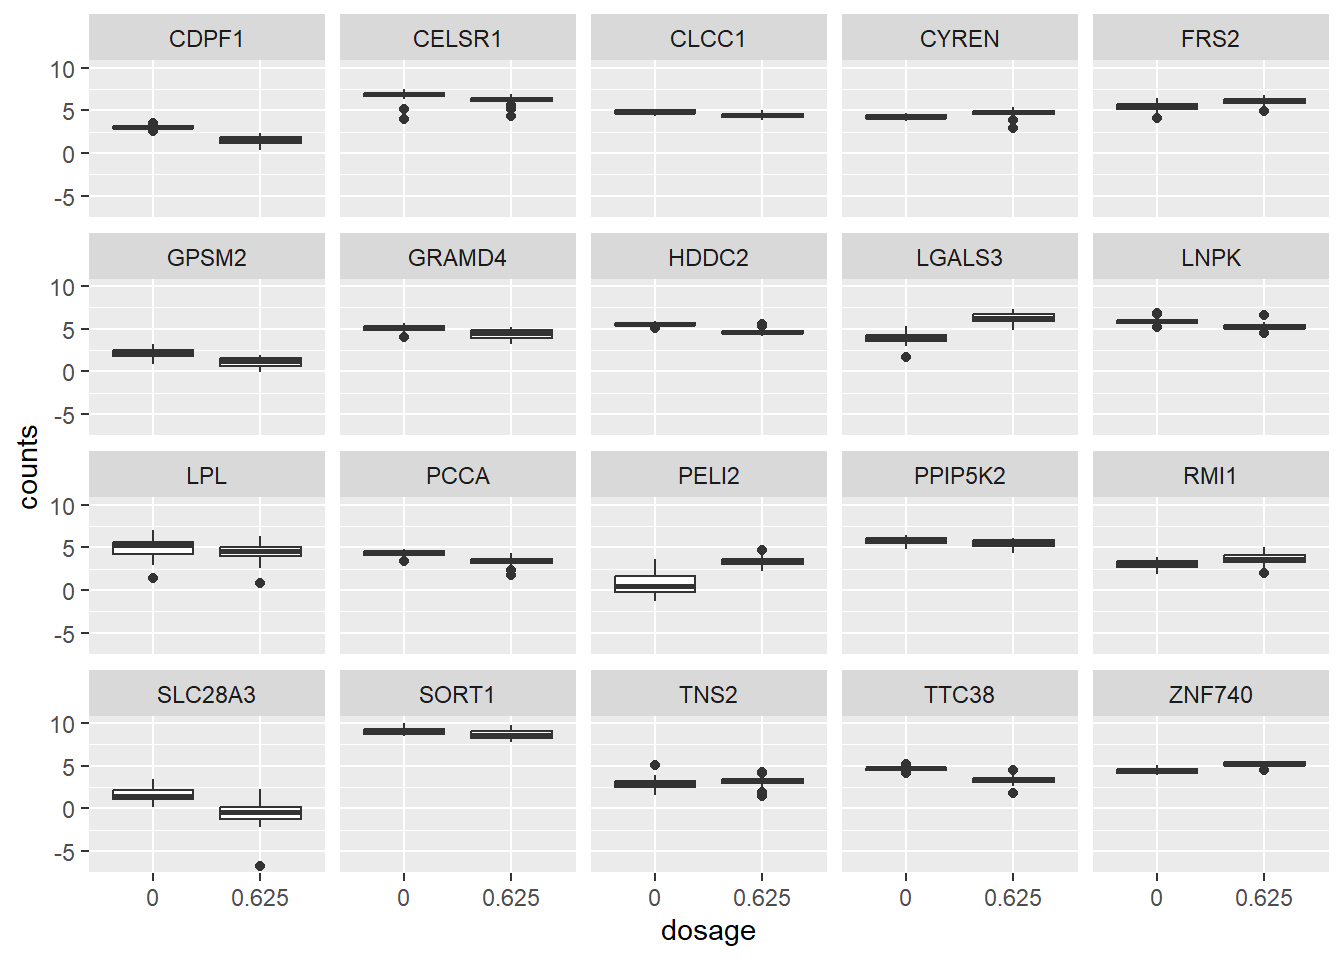 CDPF1 CELSR1 CLCC1 CYREN FRS2
10
5
0
-5
GPSM2 GRAMD4 HDDC2 LGALS3 LNPK
10
5
0
-5
counts
LPL PCCA PELI2 PPIP5K2 RMI1
10
5
0
-5
SLC28A3 SORT1 TNS2 TTC38 ZNF740
10
5
0
-5
0 0.625 0 0.625 0 0.625 0 0.625 0 0.625
dosage